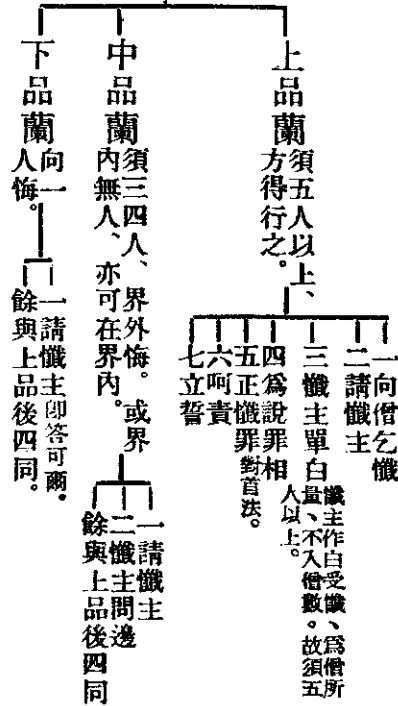 上品蘭
須五人以上、
方得行之。
一向僧乞懺
二請懺主
三懺主單白
懺主作白受懺、爲僧所
量、不入僧數。故須五
人以上。
四爲說罪相
五正懺罪對首法。
六呵責
七立誓
中品蘭
須三四人、界外悔。或界
內無人、亦可在界內。
一請懺主
二懺主問邊
餘與上品後四同
下品蘭
向一
人悔。
一請懺主卽答可爾。
餘與上品後四同。